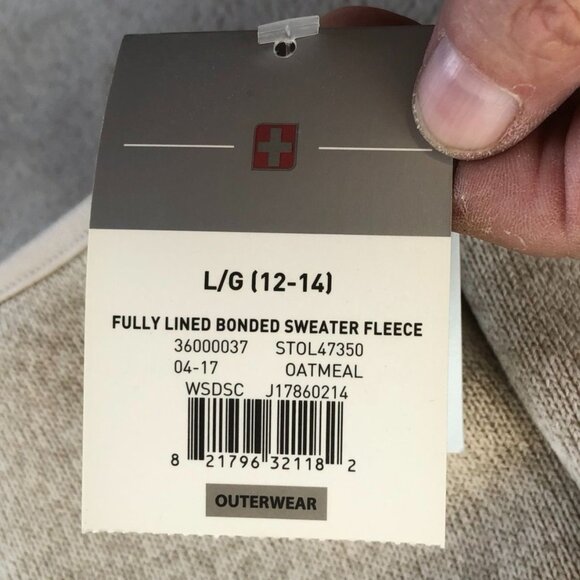 L/G (12-14)
FULLY LINED BONDED SWEATER FLEECE
36000037 STOL47350
04-17 OATMEAL
WSDSC J17860214
8 21796 32118 2
OUTERWEAR